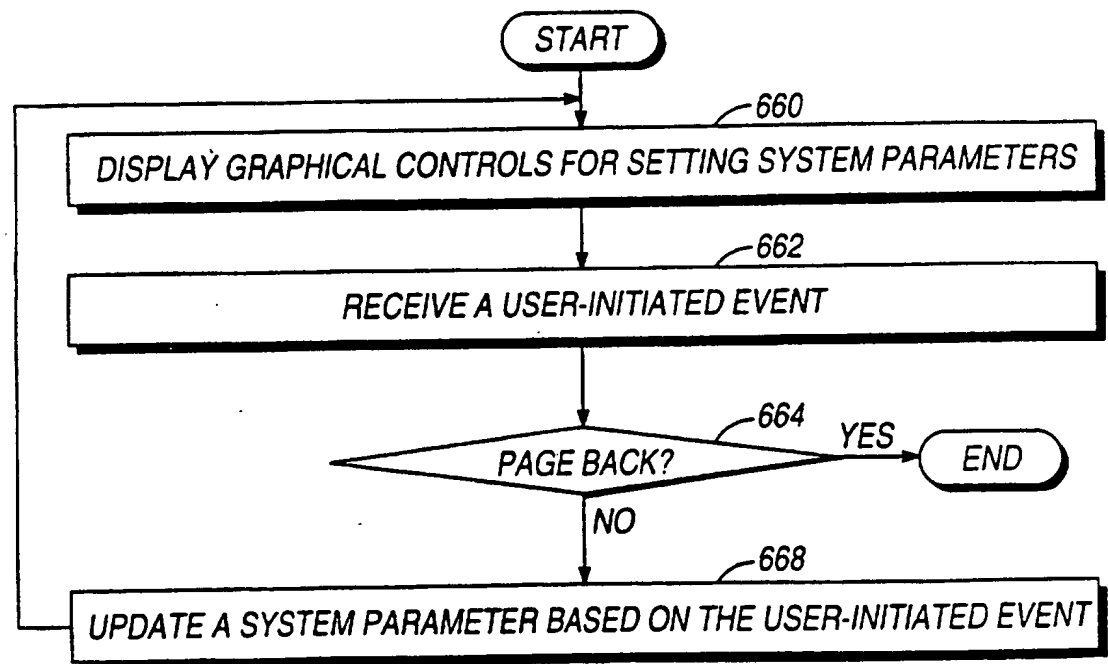 START
660
DISPLAY GRAPHICAL CONTROLS FOR SETTING SYSTEM PARAMETERS
662
RECEIVE A USER-INITIATED EVENT
664
PAGE BACK?
YES
END
NO
668
UPDATE A SYSTEM PARAMETER BASED ON THE USER-INITIATED EVENT